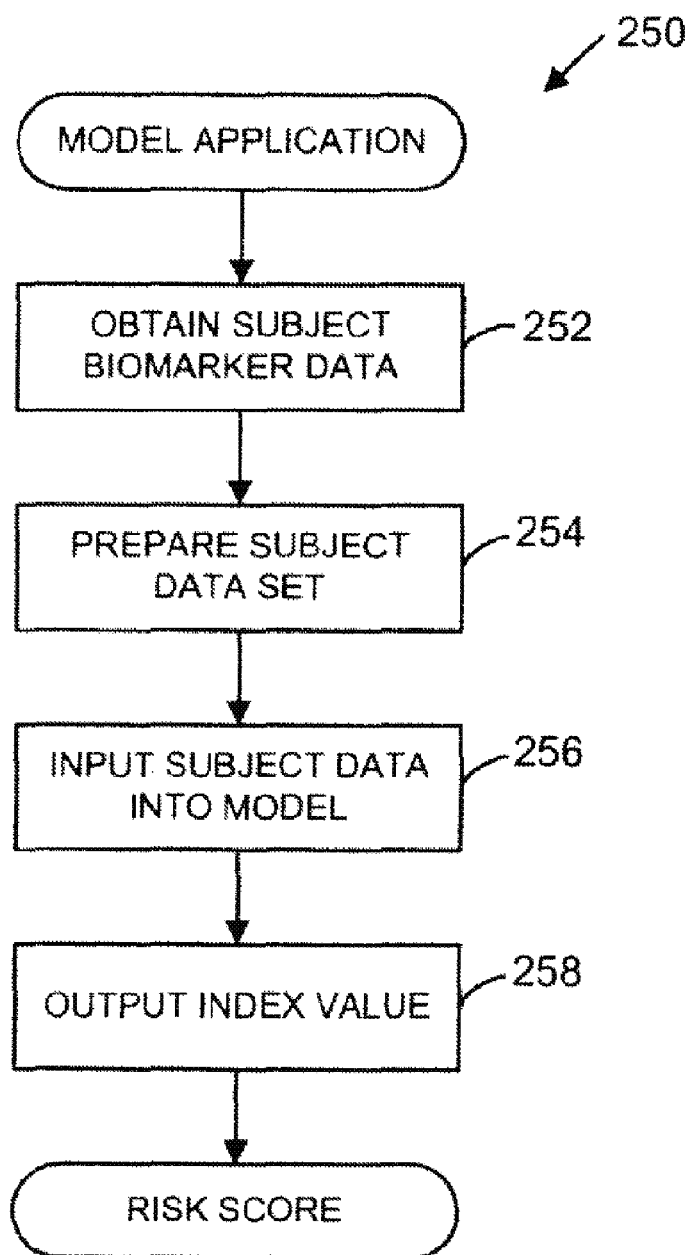 250
MODEL APPLICATION
OBTAIN SUBJECT
BIOMARKER DATA
252
PREPARE SUBJECT
DATA SET
254
INPUT SUBJECT DATA
INTO MODEL
256
OUTPUT INDEX VALUE
258
RISK SCORE